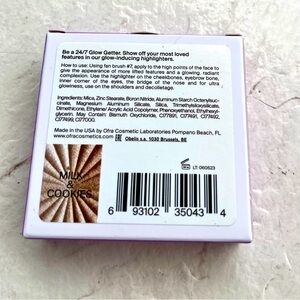 Be a 24/7 Glow Getter. Show off your most loved
features in our glow-inducing highlighters.
How to use: Using fan brush #7, apply to the high points of the face to
give the appearance of more lifted features and a glowing, radiant
complexion. Use the highlighter on the cheekbones, eyebrow bone,
inner corner of the eyes, the bridge of the nose and for ultra use,
use on the shoulders and décolletage.
Ingredients: Mica, Zinc Stearate, Boron Nitride, Aluminum Starch Octenylsuc-
cinate, Magnesium Aluminum Silicate, Silica, Trimethylsiloxysilicate,
Dimethicone, Ethylene/ Acrylic Acid Copolymer, Phenoxyethanol, Ethylhexyl-
glycerin. May Contain: CI77891, CI77491, CI77492,
CI77499, CI77000.
Made in the USA by Ofra Cosmetic Laboratories Pompano Beach, FL
www.ofracosmetics.com Obelis s.a. 1030 Brussels, BE
LT: 060623
MILK
&
COOKIES
6 93102 35043 4